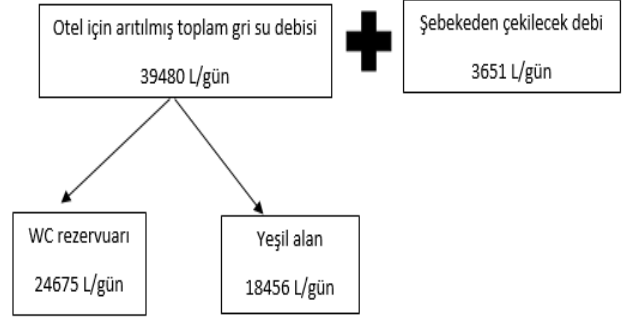 Otel için arıtılmış toplam gri su debisi
39480 L/gün
Şebekeden çekilecek debi
3651 L/gün
WC rezervuarı
24675 L/gün
Yeşil alan
18456 L/gün